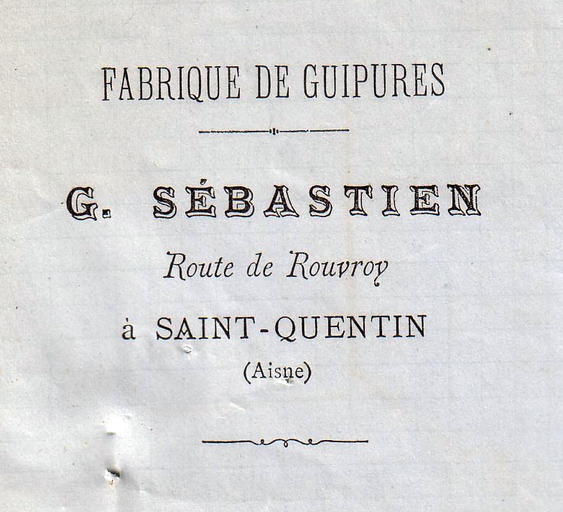 FABRIQUE DE GUIPURES
G. SÉBASTIEN
Route de Rouvroy
à SAINT-QUENTIN
(Aisne)